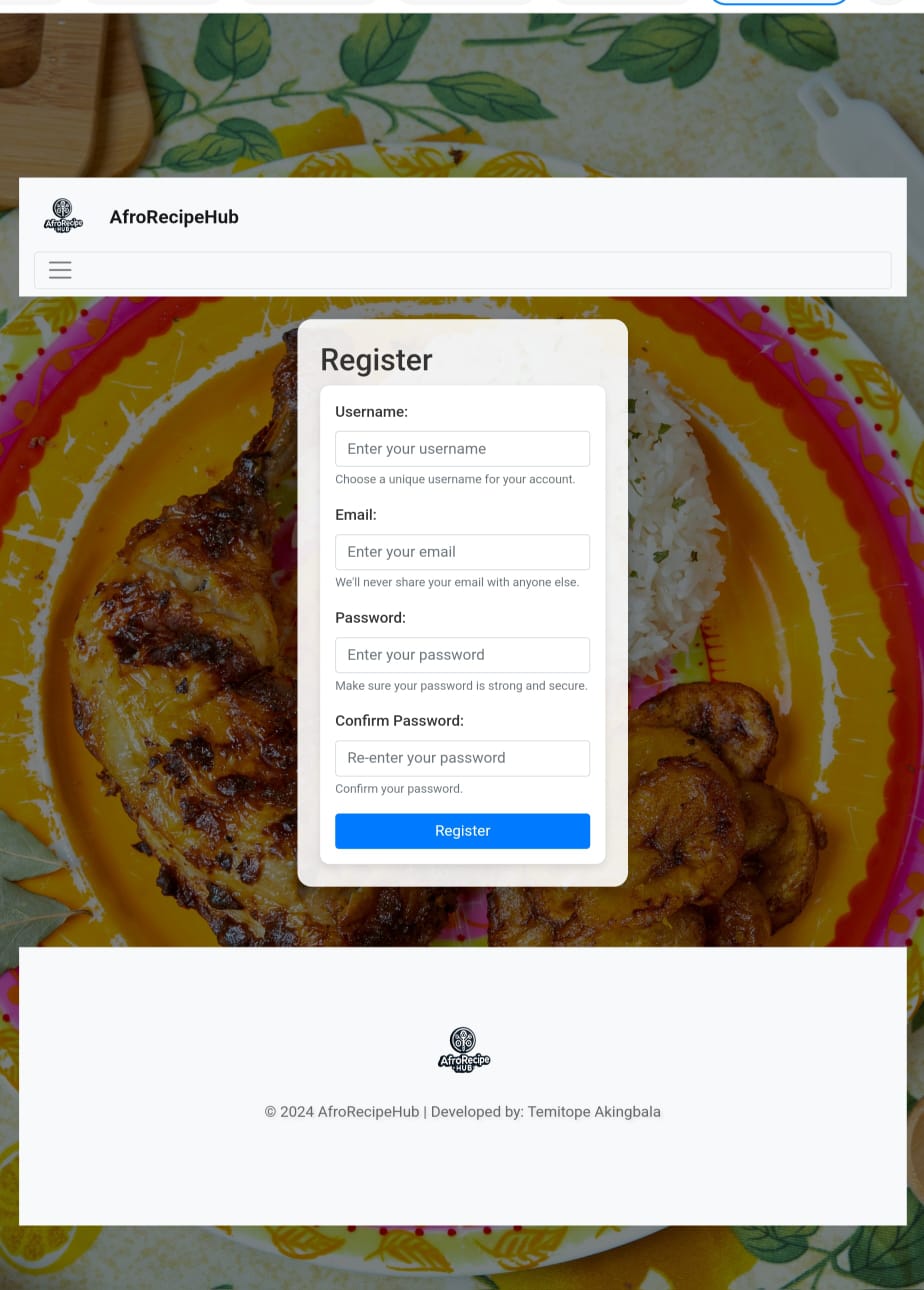 AfroRecipe
HUB
AfroRecipeHub
Register
Username:
Enter your username
Choose a unique username for your account.
Email:
Enter your email
We'll never share your email with anyone else.
Password:
Enter your password
Make sure your password is strong and secure.
Confirm Password:
Re-enter your password
Confirm your password.
Register
AfroRecipe
HUB
© 2024 AfroRecipeHub | Developed by: Temitope Akingbala